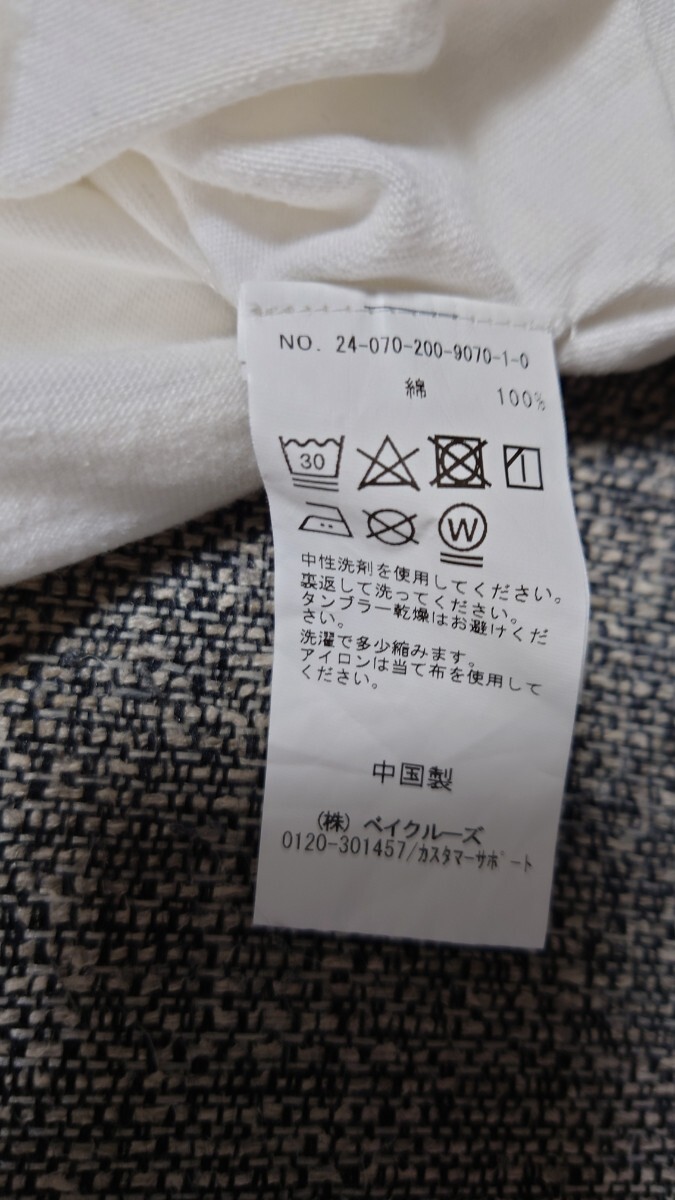 NO. 24-070-200-9070-1-0
綿 100%
30
W
中性洗剤を使用してください。
裏返して洗ってください。
タンブラー乾燥はお避けくだ
さい。
洗濯で多少縮みます。
アイロンは当て布を使用して
ください。
中国製
(株) ベイクルーズ
0120-301457/カスタマーサポート